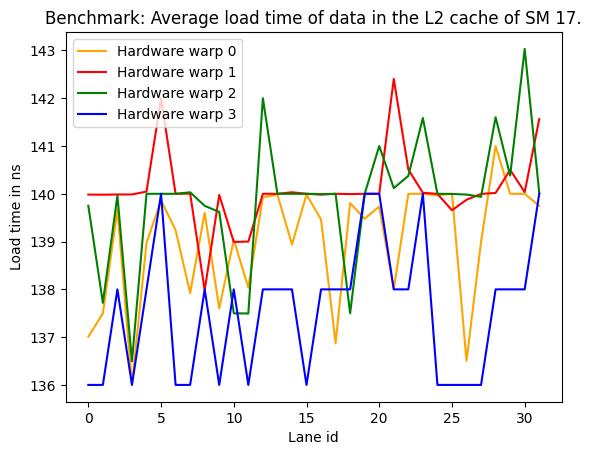 Benchmark: Average load time of data in the L2 cache of SM 17.
Hardware warp 0
Hardware warp 1
Hardware warp 2
Hardware warp 3
143
142
141
140
139
138
137
136
Load time in ns
0 5 10 15 20 25 30
Lane id